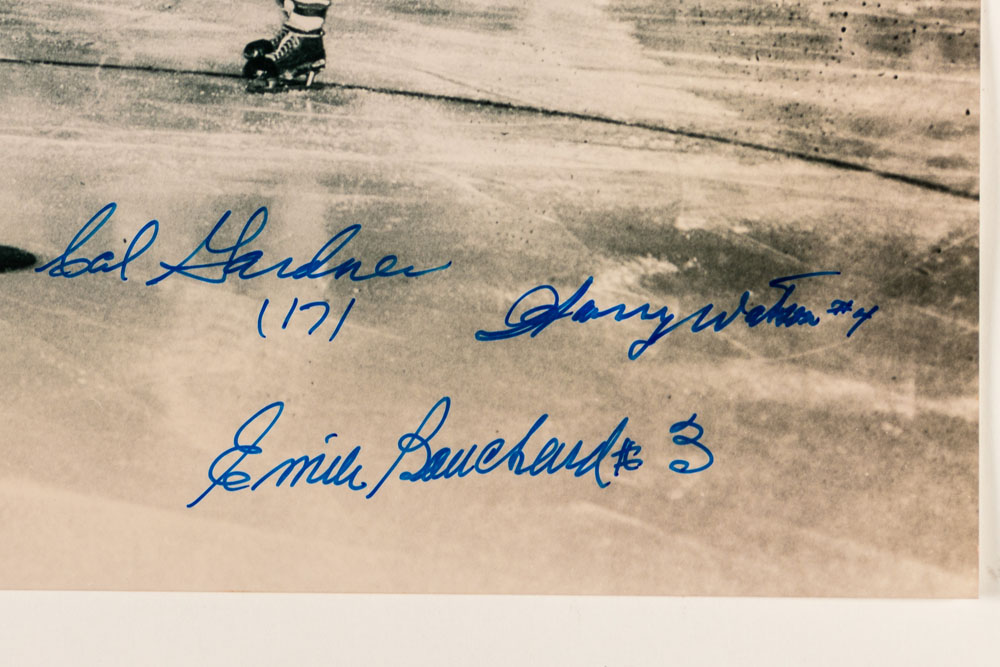 Cal Gardner
(17)
Harry Watson #4
Emile Bouchard #3